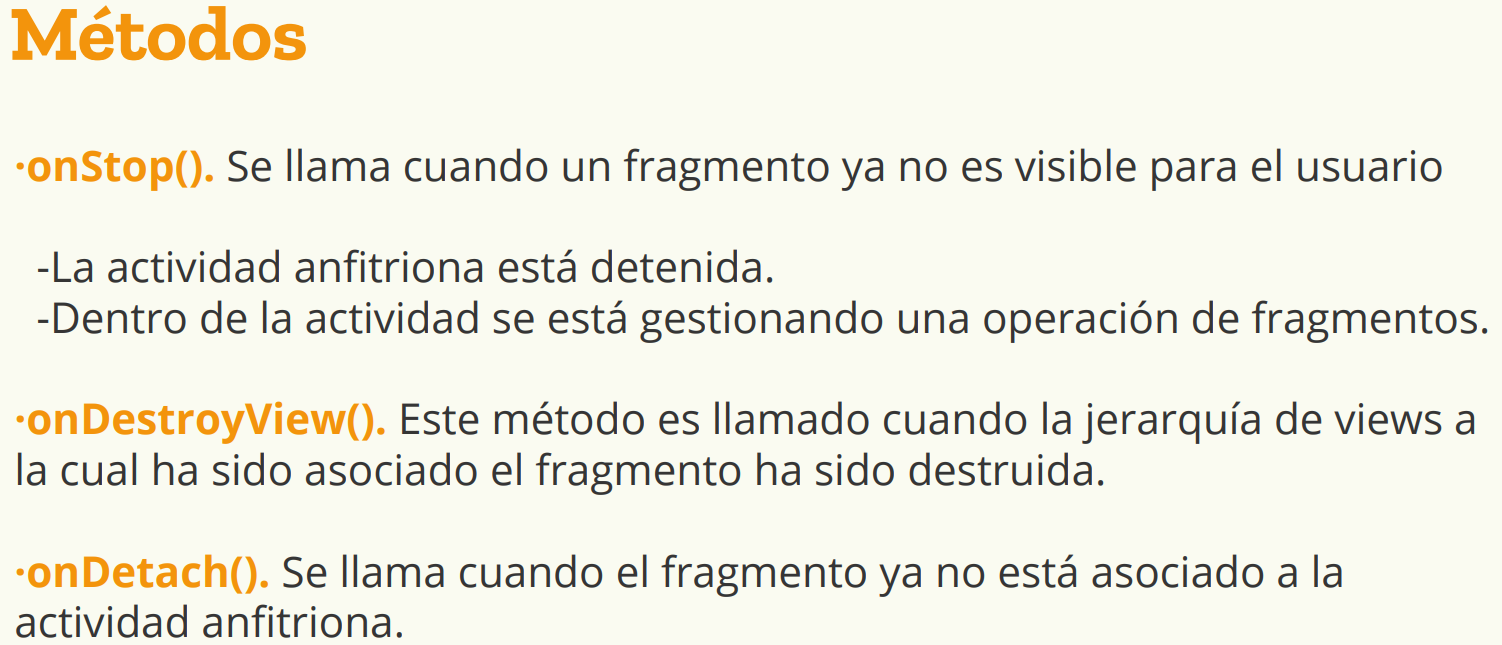 Métodos
·onStop(). Se llama cuando un fragmento ya no es visible para el usuario
-La actividad anfitriona está detenida.
-Dentro de la actividad se está gestionando una operación de fragmentos.
·onDestroyView(). Este método es llamado cuando la jerarquía de views a
la cual ha sido asociado el fragmento ha sido destruida.
·onDetach(). Se llama cuando el fragmento ya no está asociado a la
actividad anfitriona.